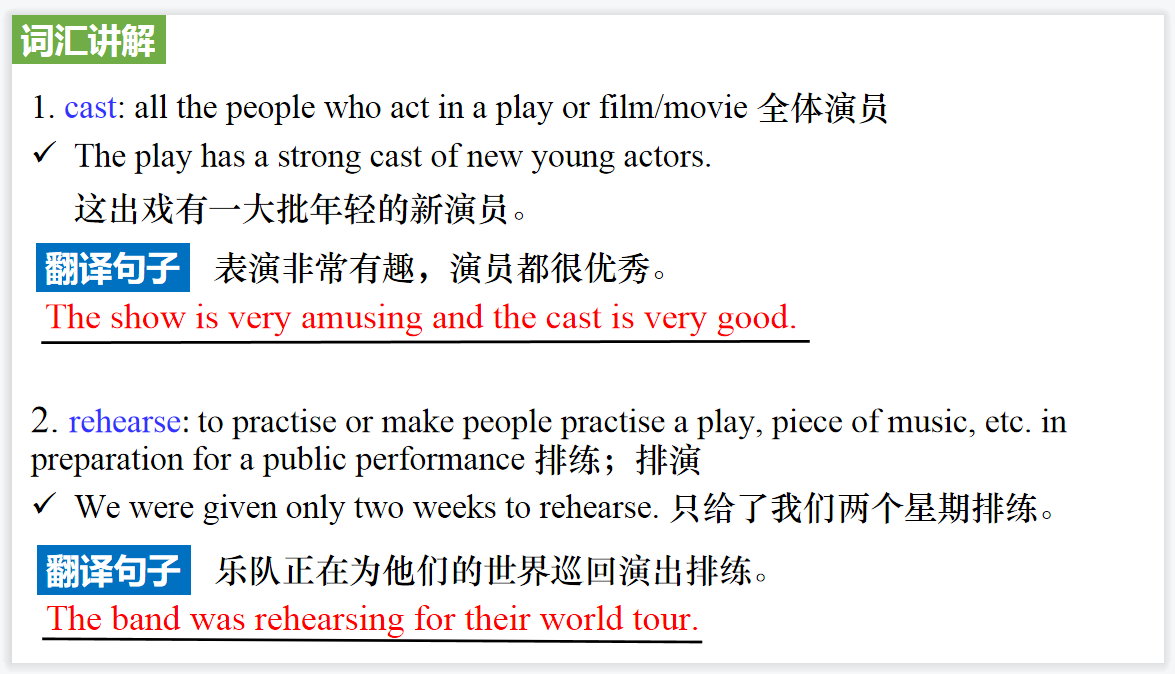 词汇讲解
1. cast: all the people who act in a play or film/movie 全体演员
✓ The play has a strong cast of new young actors.
这出戏有一大批年轻的新演员。
翻译句子 表演非常有趣，演员都很优秀。
The show is very amusing and the cast is very good.
2. rehearse: to practise or make people practise a play, piece of music, etc. in
preparation for a public performance 排练；排演
✓ We were given only two weeks to rehearse. 只给了我们两个星期排练。
翻译句子 乐队正在为他们的世界巡回演出排练。
The band was rehearsing for their world tour.